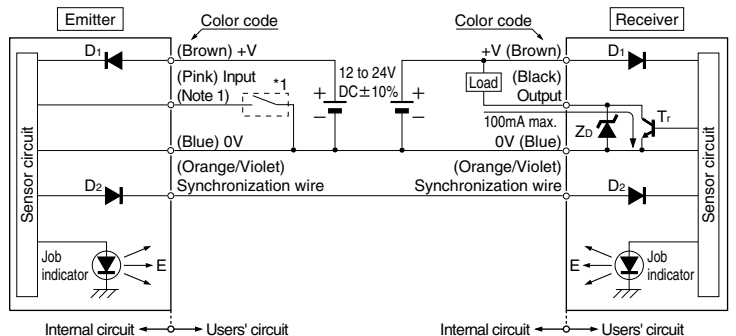 Emitter
Color code
Color code
Receiver
D1
(Brown) +V
+V (Brown)
D1
(Pink) Input
(Note 1)
*1
12 to 24V
DC±10%
+
−
+
−
Load
(Black)
Output
100mA max.
ZD
Tr
(Blue) 0V
0V (Blue)
Sensor circuit
Sensor circuit
(Orange/Violet)
Synchronization wire
(Orange/Violet)
Synchronization wire
D2
D2
Job
indicator
E
E
Job
indicator
Internal circuit
Users' circuit
Internal circuit
Users' circuit